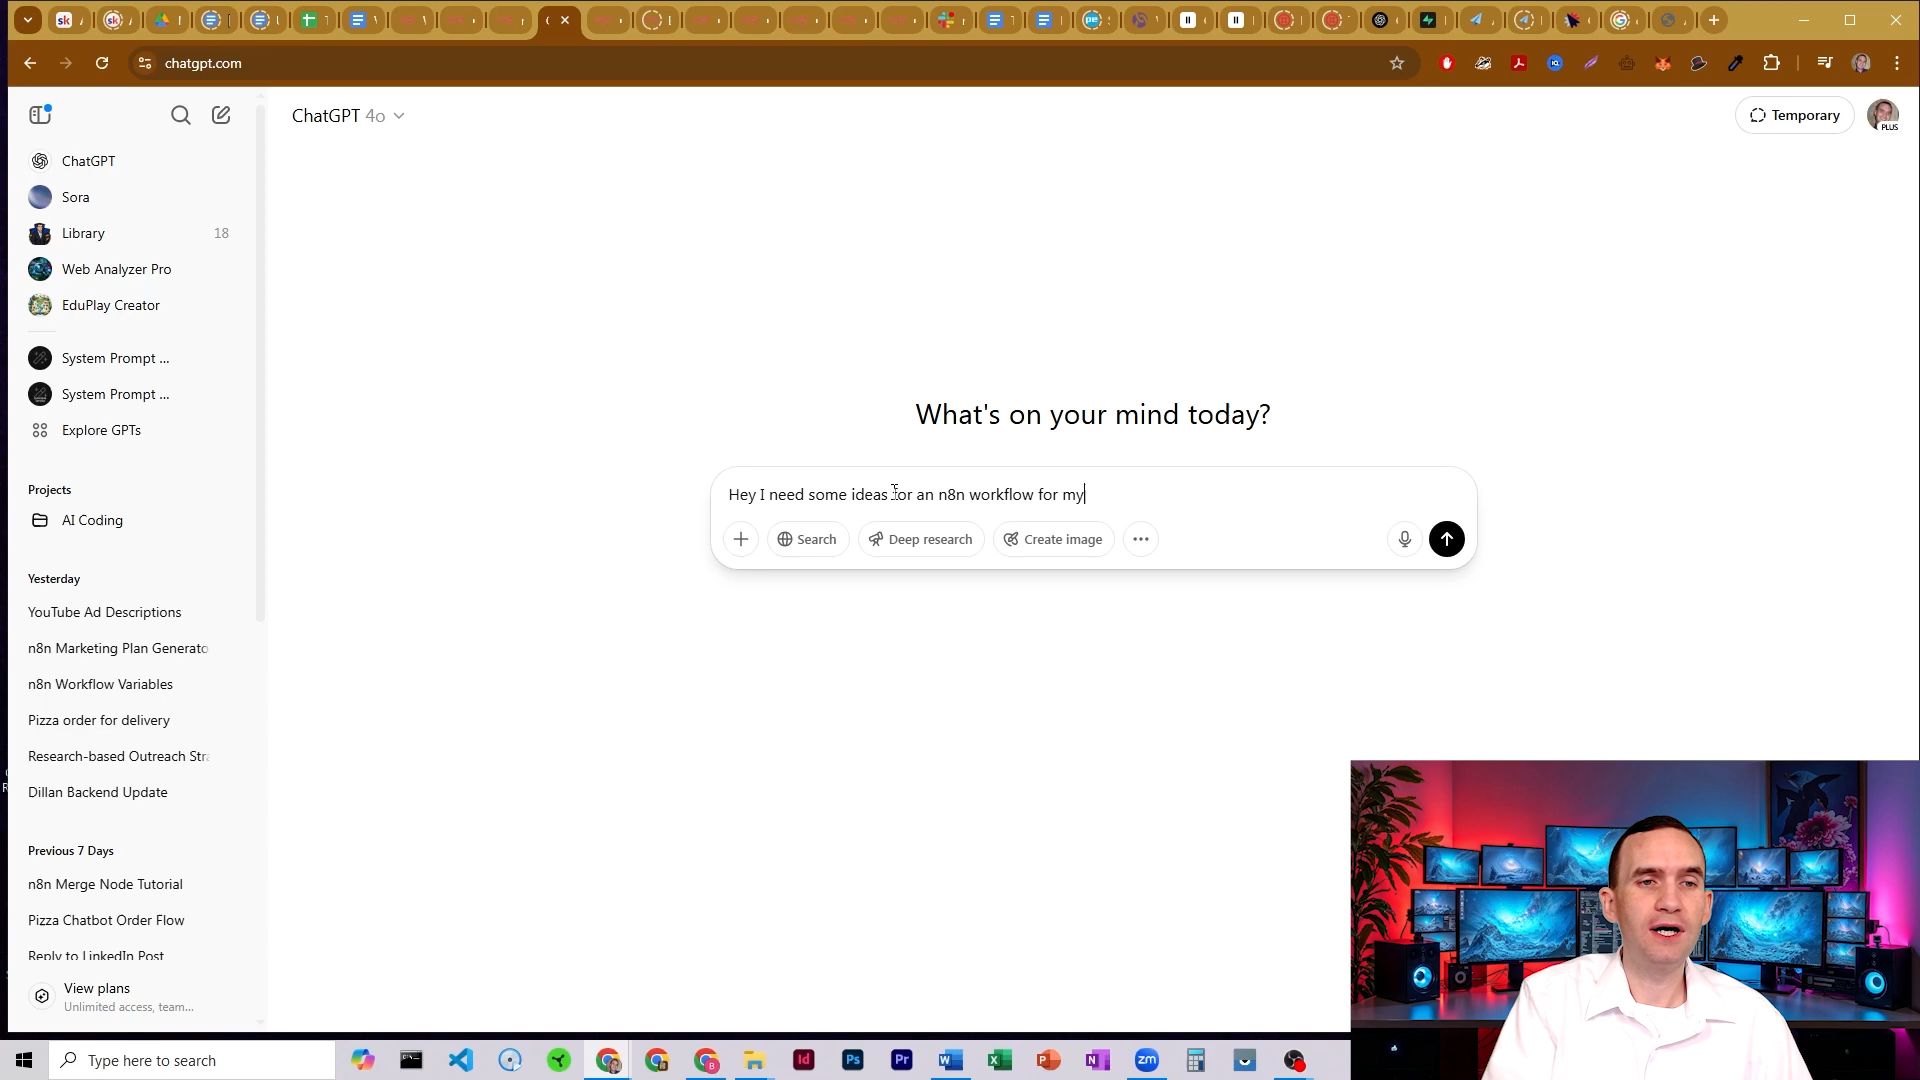 chatgpt.com
ChatGPT 4o
Temporary
PLUS
ChatGPT
Sora
Library 18
Web Analyzer Pro
EduPlay Creator
System Prompt ...
System Prompt ...
Explore GPTs
Projects
AI Coding
Yesterday
YouTube Ad Descriptions
n8n Marketing Plan Generato
n8n Workflow Variables
Pizza order for delivery
Research-based Outreach Stra
Dillan Backend Update
Previous 7 Days
n8n Merge Node Tutorial
Pizza Chatbot Order Flow
Reply to LinkedIn Post
View plans
Unlimited access, team...
What's on your mind today?
Hey I need some ideas for an n8n workflow for my
Search
Deep research
Create image
Type here to search